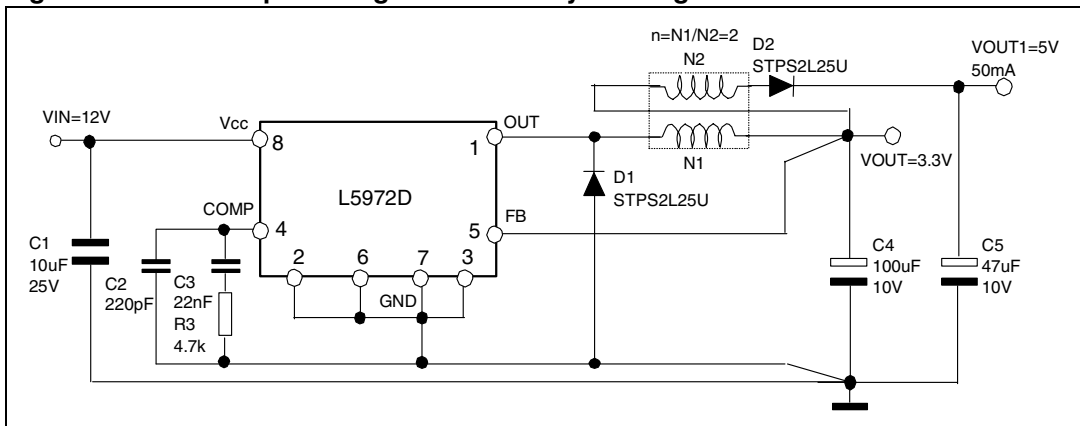 n=N1/N2=2
N2
D2
STPS2L25U
VOUT1=5V
50mA
VIN=12V
Vcc
8
OUT
1
N1
VOUT=3.3V
D1
STPS2L25U
L5972D
COMP
4
FB
5
C1
10uF
25V
C2
220pF
C3
22nF
R3
4.7k
2
6
7
3
GND
C4
100uF
10V
C5
47uF
10V